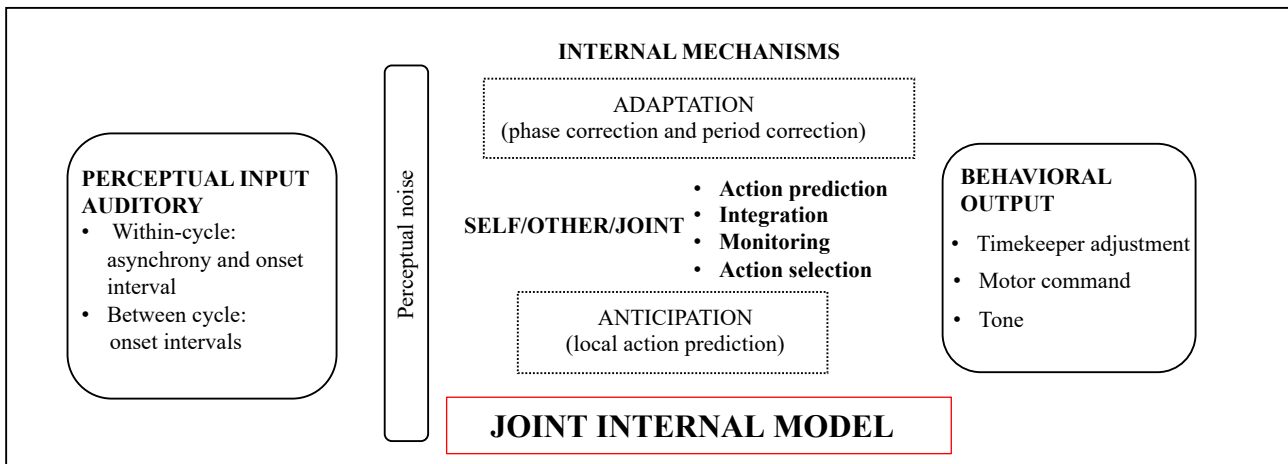 INTERNAL MECHANISMS
ADAPTATION
(phase correction and period correction)
PERCEPTUAL INPUT
AUDITORY
• Within-cycle:
asynchrony and onset
interval
• Between cycle:
onset intervals
Perceptual noise
SELF/OTHER/JOINT
• Action prediction
• Integration
• Monitoring
• Action selection
ANTICIPATION
(local action prediction)
JOINT INTERNAL MODEL
BEHAVIORAL
OUTPUT
• Timekeeper adjustment
• Motor command
• Tone